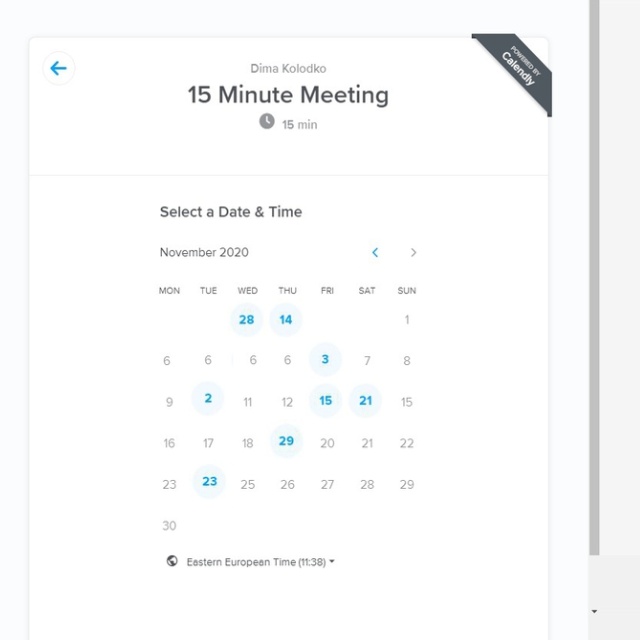 POWERED BY
Calendly
Dima Kolodko
15 Minute Meeting
15 min
Select a Date & Time
November 2020
MON TUE WED THU FRI SAT SUN
28 14 1
6 6 6 6 3 7 8
9 2 11 12 15 21 15
16 17 18 29 20 21 22
23 23 25 26 27 28 29
30
Eastern European Time (11:38)